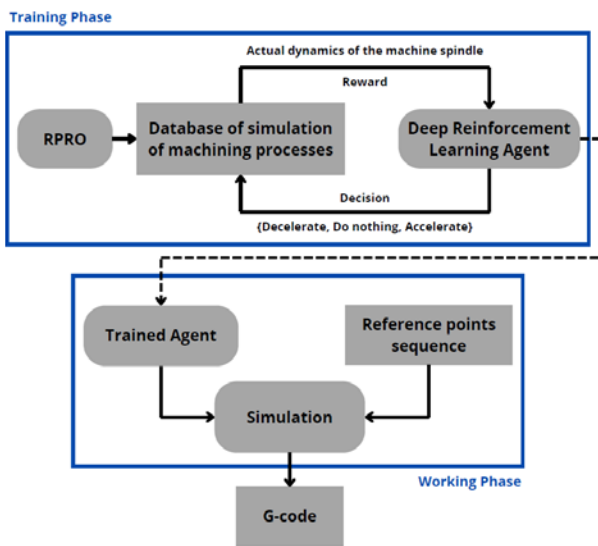 Training Phase
Actual dynamics of the machine spindle
Reward
RPRO
Database of simulation
of machining processes
Deep Reinforcement
Learning Agent
Decision
{Decelerate, Do nothing, Accelerate}
Trained Agent
Reference points
sequence
Simulation
Working Phase
G-code